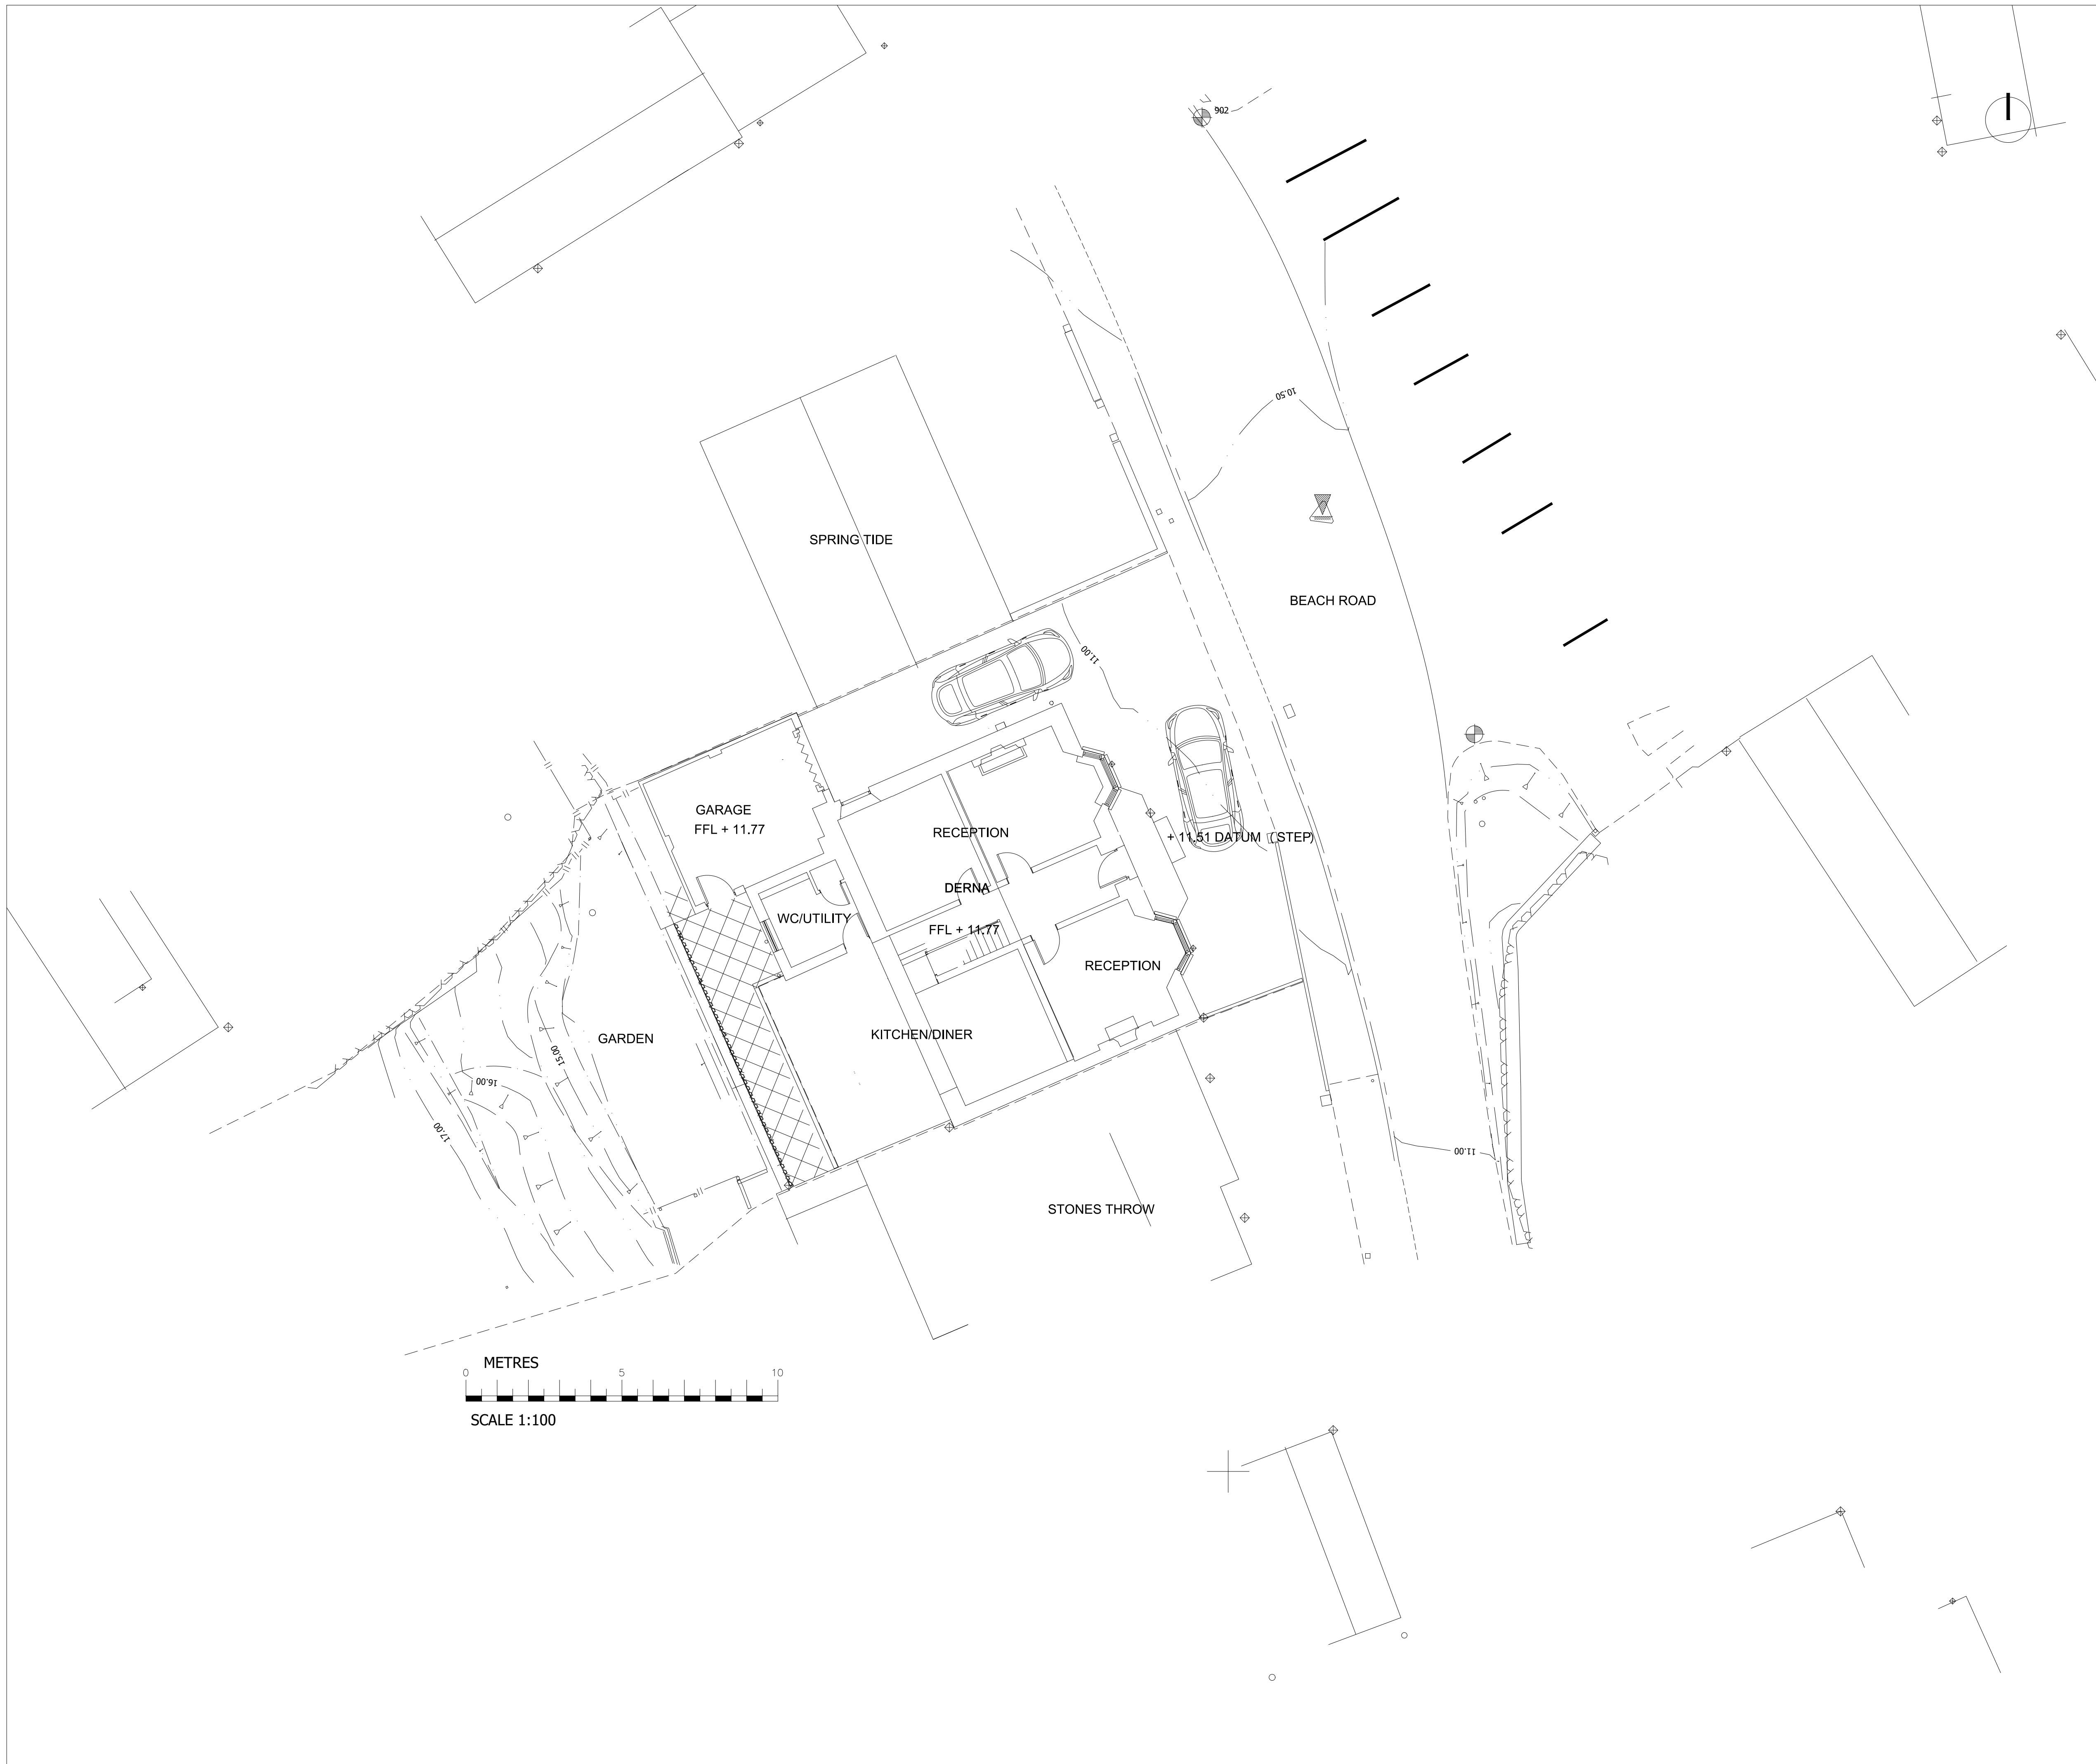 902
10.50
SPRING TIDE
BEACH ROAD
11.00
GARAGE
FFL + 11.77
RECEPTION
+ 11.51 DATUM (STEP)
DERNA
WC/UTILITY
FFL + 11.77
RECEPTION
KITCHEN/DINER
GARDEN
15.00
16.00
17.00
11.00
STONES THROW
METRES
0 5 10
SCALE 1:100